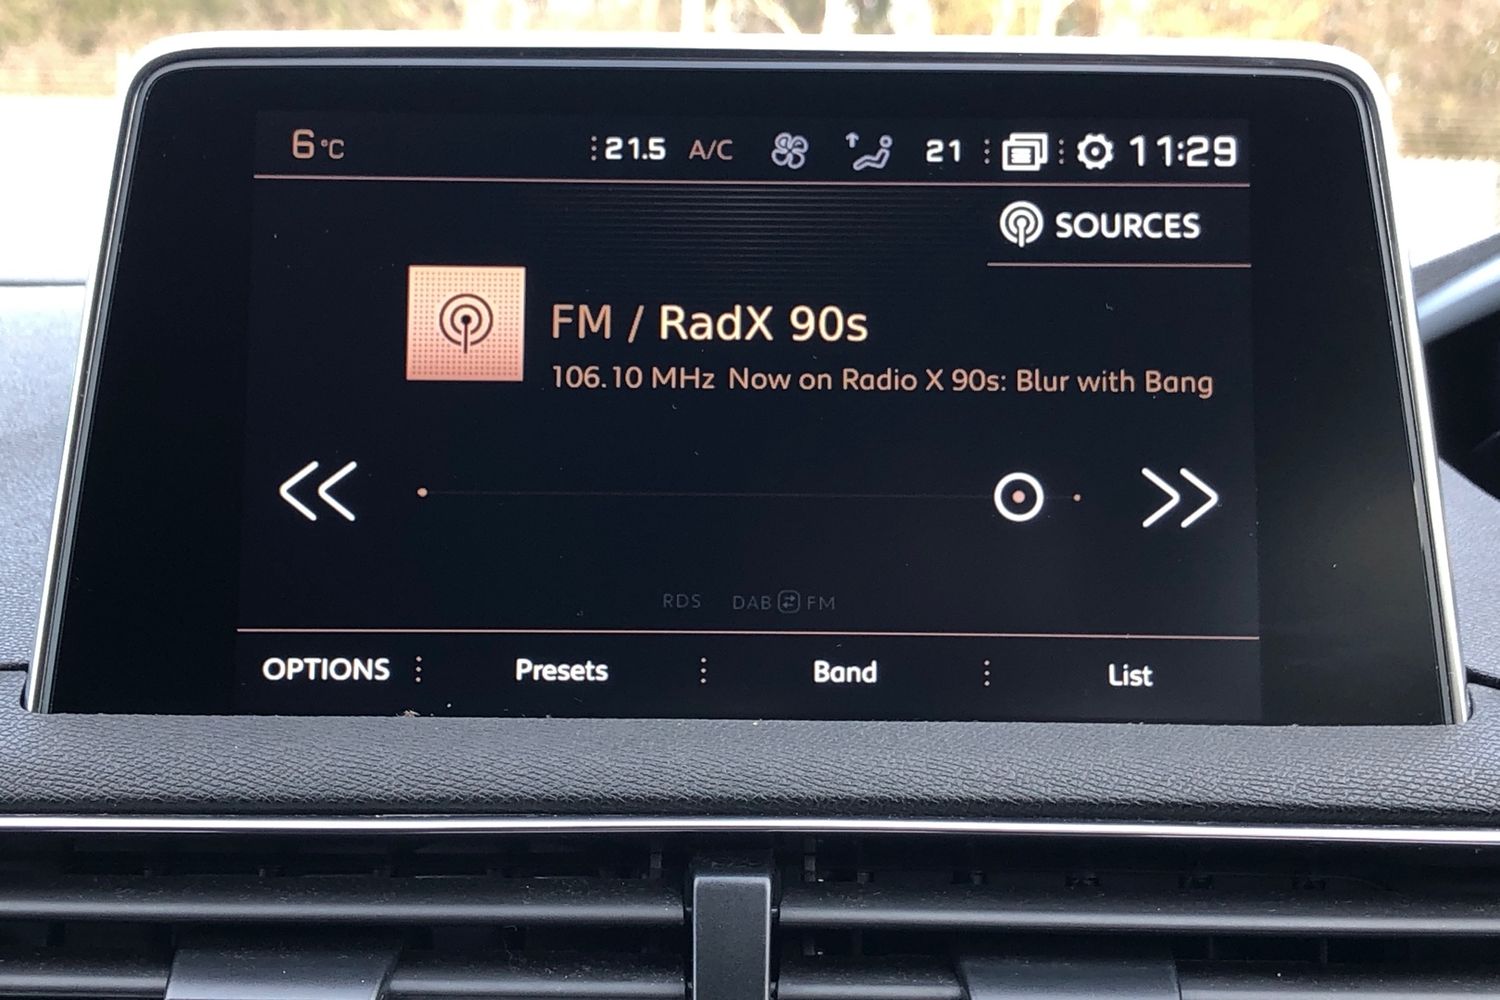 6°C 21.5 A/C 21 11:29
SOURCES
FM / RadX 90s
106.10 MHz Now on Radio X 90s: Blur with Bang
RDS DAB FM
OPTIONS Presets Band List